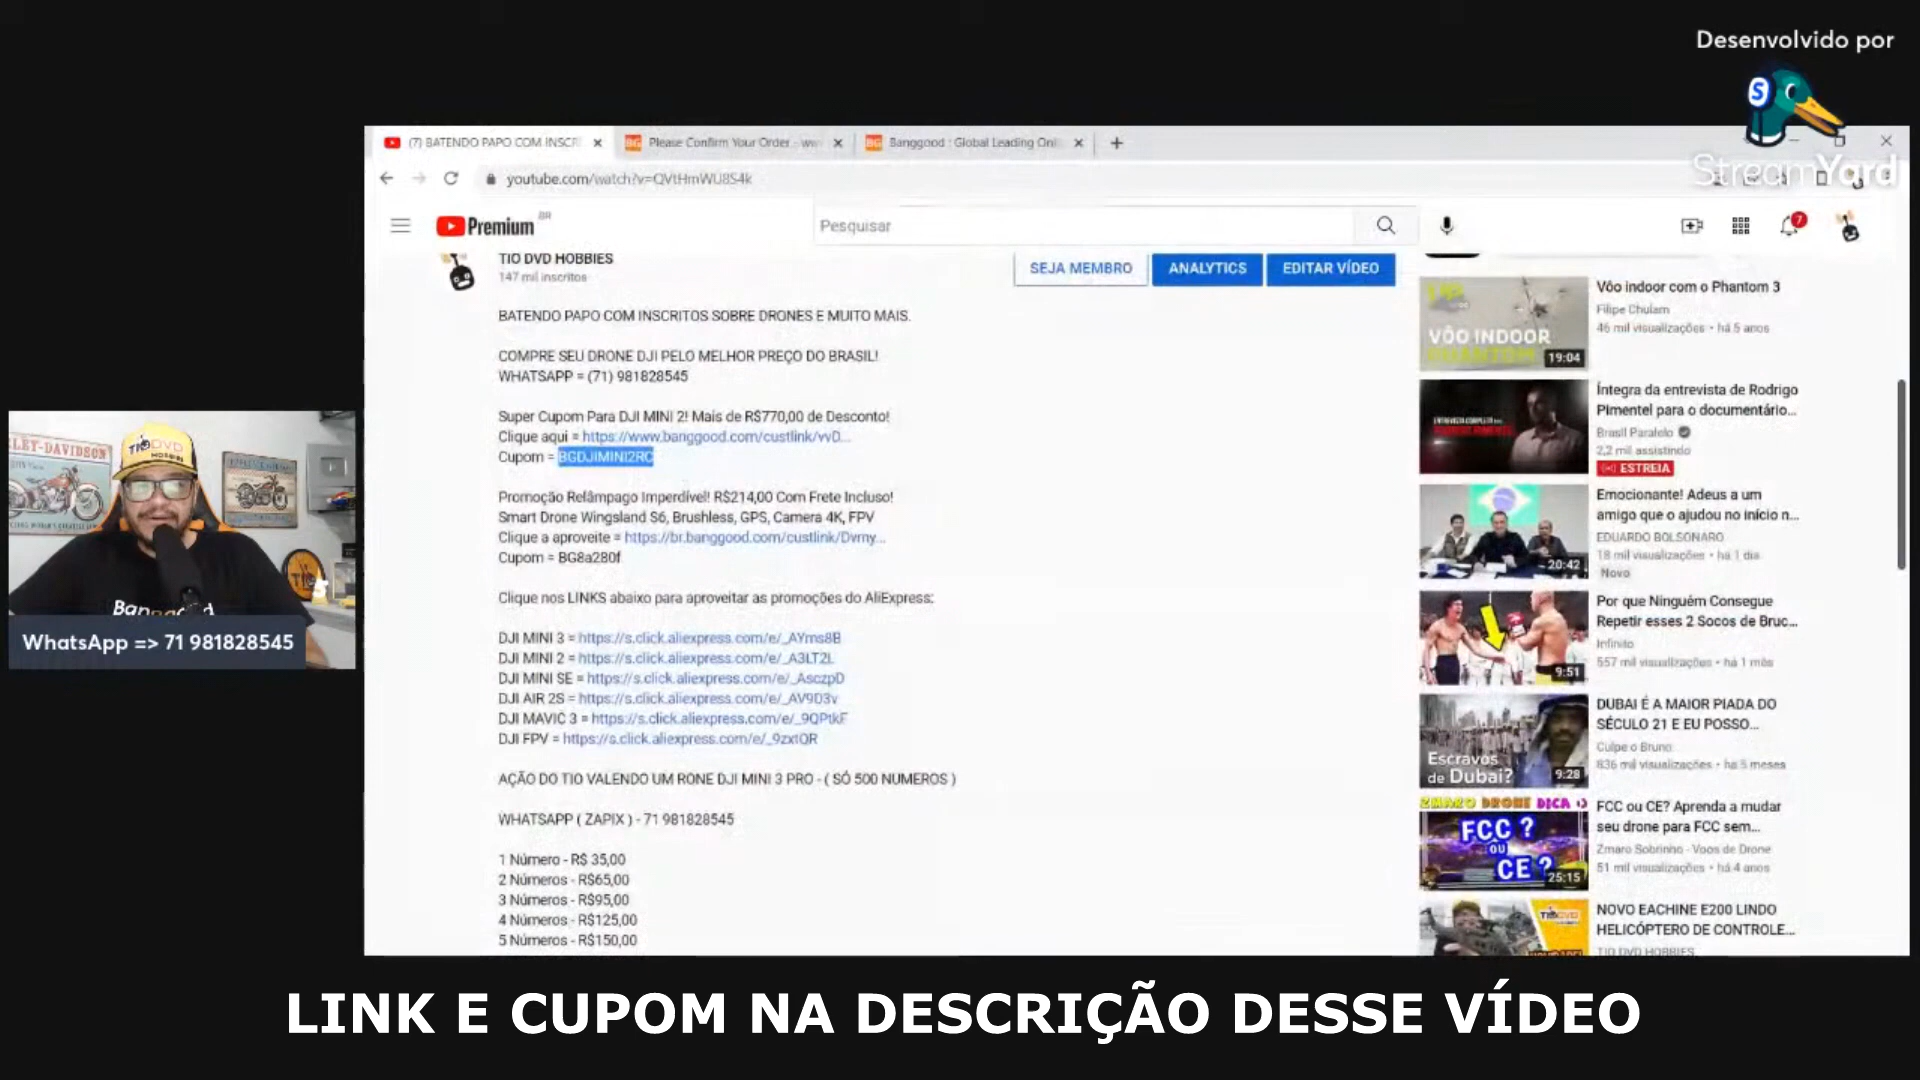 Desenvolvido por
StreamYard
(7) BATENDO PAPO COM INSCRI
Please Confirm Your Order - ww
Banggood : Global Leading Onl
youtube.com/watch?v=QVtHmWU8S4k
Premium BR
Pesquisar
7
TIO DVD HOBBIES
147 mil inscritos
SEJA MEMBRO
ANALYTICS
EDITAR VÍDEO
BATENDO PAPO COM INSCRITOS SOBRE DRONES E MUITO MAIS.
COMPRE SEU DRONE DJI PELO MELHOR PREÇO DO BRASIL!
WHATSAPP = (71) 981828545
Super Cupom Para DJI MINI 2! Mais de R$770,00 de Desconto!
Clique aqui = https://www.banggood.com/custlink/vvD...
Cupom = BGDJIMINI2RC
Promoção Relâmpago Imperdível! R$214,00 Com Frete Incluso!
Smart Drone Wingsland S6, Brushless, GPS, Camera 4K, FPV
Clique a aproveite = https://br.banggood.com/custlink/Dvmy...
Cupom = BG8a280f
Clique nos LINKS abaixo para aproveitar as promoções do AliExpress:
DJI MINI 3 = https://s.click.aliexpress.com/e/_AYms8B
DJI MINI 2 = https://s.click.aliexpress.com/e/_A3LT2L
DJI MINI SE = https://s.click.aliexpress.com/e/_AsczpD
DJI AIR 2S = https://s.click.aliexpress.com/e/_AV9D3v
DJI MAVIC 3 = https://s.click.aliexpress.com/e/_9QPtkF
DJI FPV = https://s.click.aliexpress.com/e/_9zxtQR
AÇÃO DO TIO VALENDO UM RONE DJI MINI 3 PRO - ( SÓ 500 NUMEROS )
WHATSAPP ( ZAPIX ) - 71 981828545
1 Número - R$ 35,00
2 Números - R$65,00
3 Números - R$95,00
4 Números - R$125,00
5 Números - R$150,00
VÔO INDOOR
PHANTOM
19:04
Vôo indoor com o Phantom 3
Filipe Chulam
46 mil visualizações • há 5 anos
Íntegra da entrevista de Rodrigo
Pimentel para o documentário...
Brasil Paralelo
2,2 mil assistindo
ESTREIA
20:42
Emocionante! Adeus a um
amigo que o ajudou no início n...
EDUARDO BOLSONARO
18 mil visualizações • há 1 dia
Novo
9:51
Por que Ninguém Consegue
Repetir esses 2 Socos de Bruc...
Infinito
557 mil visualizações • há 1 mês
Escravos
de Dubai?
9:28
DUBAI É A MAIOR PIADA DO
SÉCULO 21 E EU POSSO...
Culpe o Bruno
836 mil visualizações • há 5 meses
ZMARO DRONE DICA
FCC ?
OU
CE ?
25:15
FCC ou CE? Aprenda a mudar
seu drone para FCC sem...
Zmaro Sobrinho - Voos de Drone
51 mil visualizações • há 4 anos
TIO DVD
NOVO EACHINE E200 LINDO
HELICÓPTERO DE CONTROLE...
TIO DVD HOBBIES
LEY-DAVIDSON
TIO DVD
HOBBIES
TIO
Banggood
WhatsApp => 71 981828545
LINK E CUPOM NA DESCRIÇÃO DESSE VÍDEO